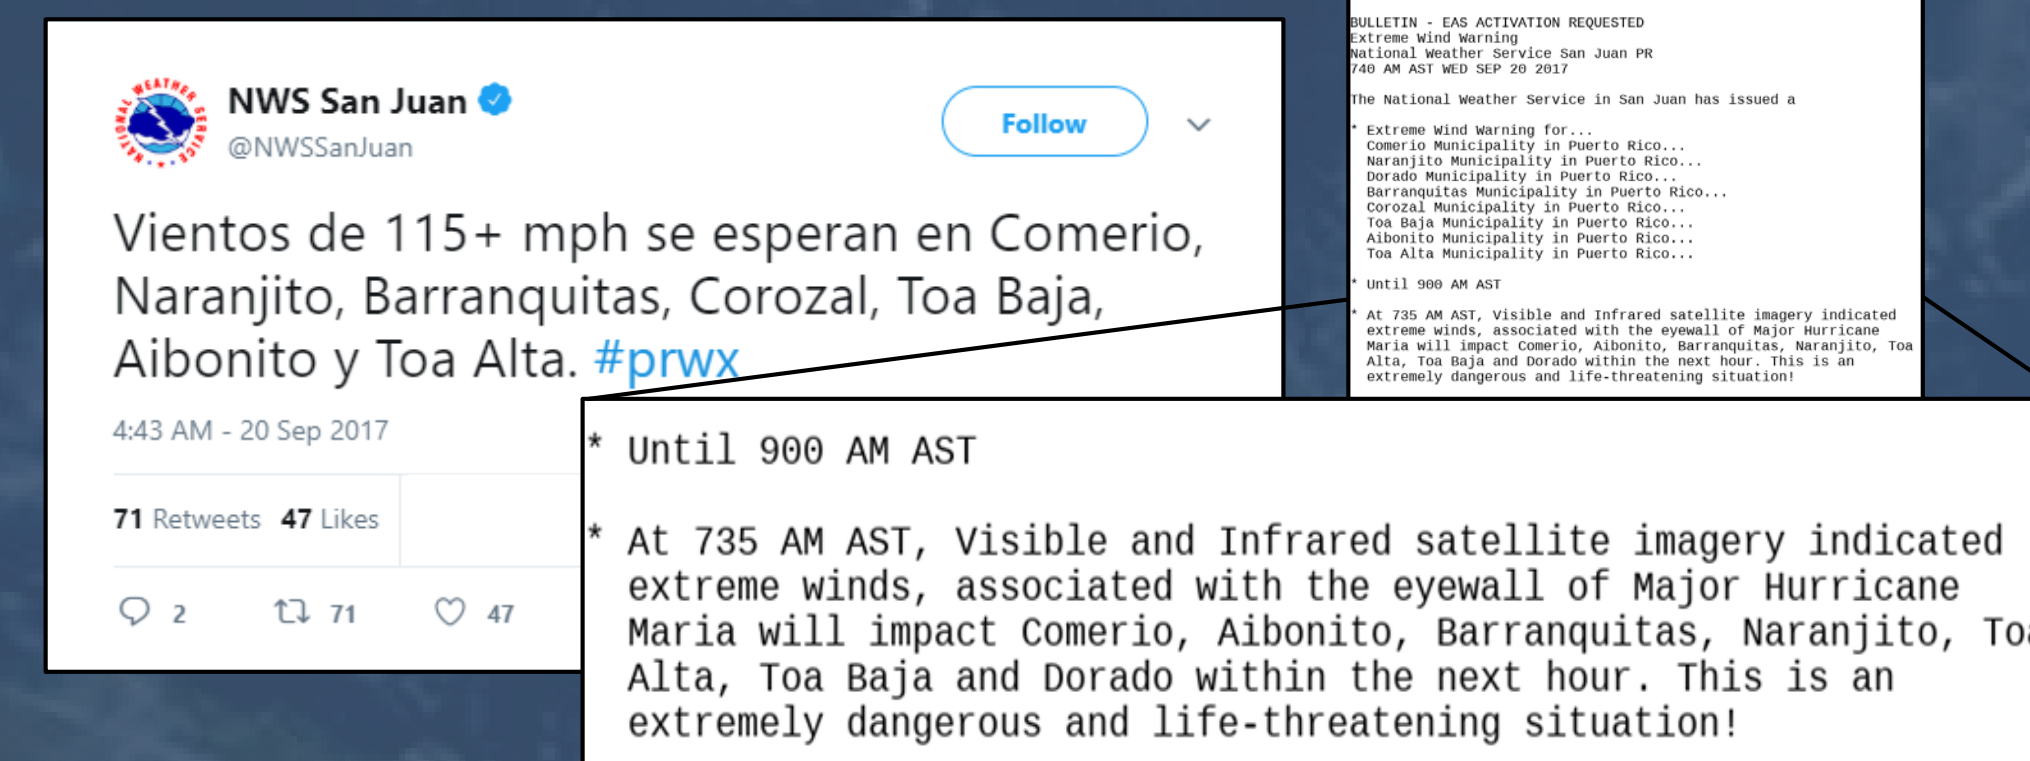 NATIONAL WEATHER SERVICE
NWS San Juan
@NWSSanJuan
Follow
Vientos de 115+ mph se esperan en Comerio,
Naranjito, Barranquitas, Corozal, Toa Baja,
Aibonito y Toa Alta. #prwx
4:43 AM - 20 Sep 2017
71 Retweets 47 Likes
2 71 47
BULLETIN - EAS ACTIVATION REQUESTED
Extreme Wind Warning
National Weather Service San Juan PR
740 AM AST WED SEP 20 2017
The National Weather Service in San Juan has issued a
* Extreme Wind Warning for...
Comerio Municipality in Puerto Rico...
Naranjito Municipality in Puerto Rico...
Dorado Municipality in Puerto Rico...
Barranquitas Municipality in Puerto Rico...
Corozal Municipality in Puerto Rico...
Toa Baja Municipality in Puerto Rico...
Aibonito Municipality in Puerto Rico...
Toa Alta Municipality in Puerto Rico...
* Until 900 AM AST
* At 735 AM AST, Visible and Infrared satellite imagery indicated
extreme winds, associated with the eyewall of Major Hurricane
Maria will impact Comerio, Aibonito, Barranquitas, Naranjito, Toa
Alta, Toa Baja and Dorado within the next hour. This is an
extremely dangerous and life-threatening situation!
* Until 900 AM AST
* At 735 AM AST, Visible and Infrared satellite imagery indicated
extreme winds, associated with the eyewall of Major Hurricane
Maria will impact Comerio, Aibonito, Barranquitas, Naranjito, Toa
Alta, Toa Baja and Dorado within the next hour. This is an
extremely dangerous and life-threatening situation!